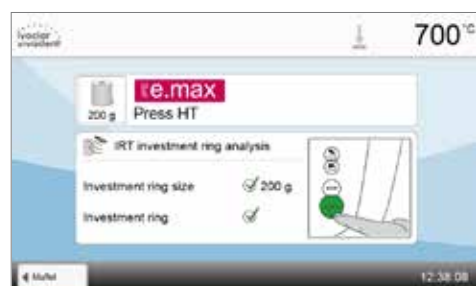 ivoclar
vivadent
700 °C
200 g
e.max
Press HT
IRT investment ring analysis
Investment ring size
200 g
Investment ring
12:38:08